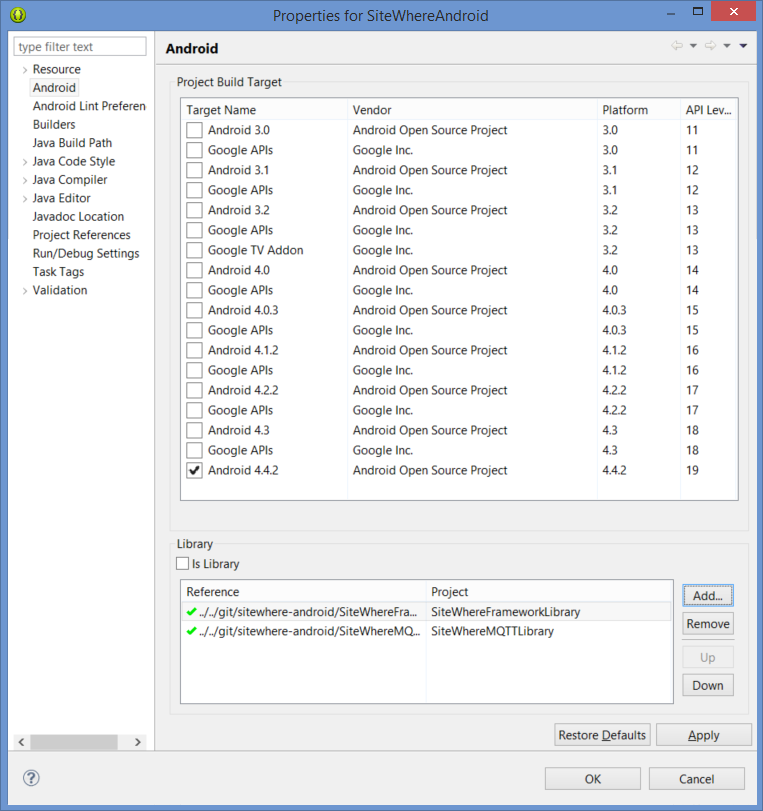 Properties for SiteWhereAndroid
type filter text
Resource
Android
Android Lint Preferen
Builders
Java Build Path
Java Code Style
Java Compiler
Java Editor
Javadoc Location
Project References
Run/Debug Settings
Task Tags
Validation
Android
Project Build Target
Target Name Vendor Platform API Lev...
Android 3.0 Android Open Source Project 3.0 11
Google APIs Google Inc. 3.0 11
Android 3.1 Android Open Source Project 3.1 12
Google APIs Google Inc. 3.1 12
Android 3.2 Android Open Source Project 3.2 13
Google APIs Google Inc. 3.2 13
Google TV Addon Google Inc. 3.2 13
Android 4.0 Android Open Source Project 4.0 14
Google APIs Google Inc. 4.0 14
Android 4.0.3 Android Open Source Project 4.0.3 15
Google APIs Google Inc. 4.0.3 15
Android 4.1.2 Android Open Source Project 4.1.2 16
Google APIs Google Inc. 4.1.2 16
Android 4.2.2 Android Open Source Project 4.2.2 17
Google APIs Google Inc. 4.2.2 17
Android 4.3 Android Open Source Project 4.3 18
Google APIs Google Inc. 4.3 18
Android 4.4.2 Android Open Source Project 4.4.2 19
Library
Is Library
Reference Project
../../git/sitewhere-android/SiteWhereFra... SiteWhereFrameworkLibrary
../../git/sitewhere-android/SiteWhereMQ... SiteWhereMQTTLibrary
Add...
Remove
Up
Down
Restore Defaults Apply
OK Cancel